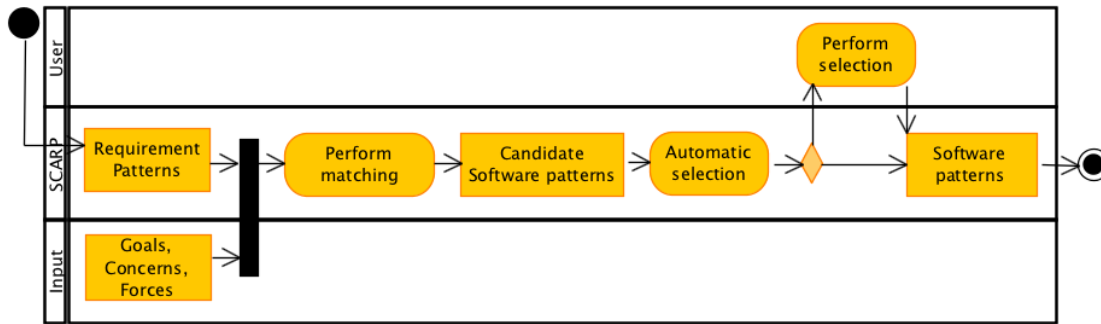 User
Perform
selection
SCARP
Requirement
Patterns
Perform
matching
Candidate
Software patterns
Automatic
selection
Software
patterns
Input
Goals,
Concerns,
Forces